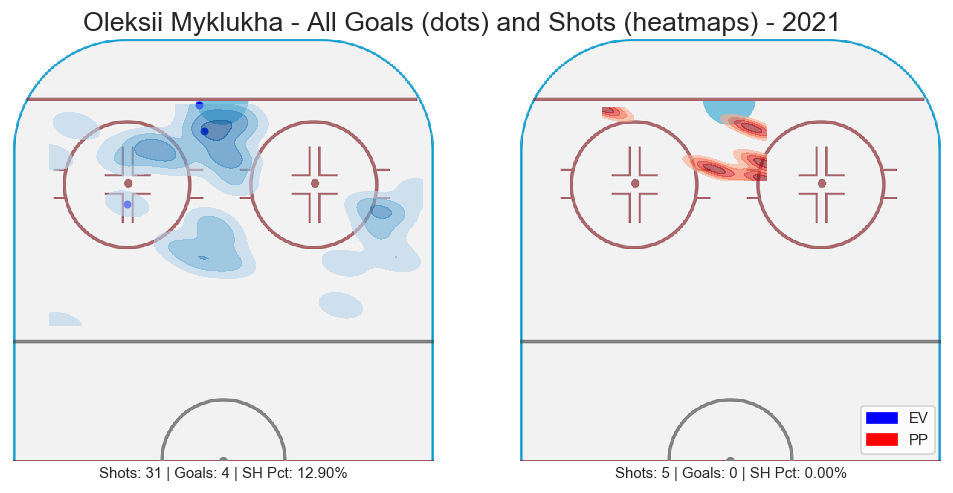 Oleksii Myklukha - All Goals (dots) and Shots (heatmaps) - 2021
EV
PP
Shots: 31 | Goals: 4 | SH Pct: 12.90%
Shots: 5 | Goals: 0 | SH Pct: 0.00%